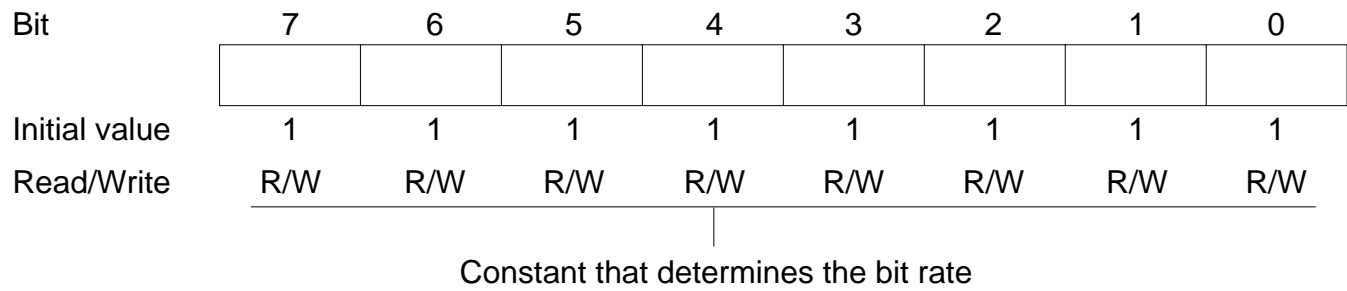 Bit 7 6 5 4 3 2 1 0
Initial value 1 1 1 1 1 1 1 1
Read/Write R/W R/W R/W R/W R/W R/W R/W R/W
Constant that determines the bit rate